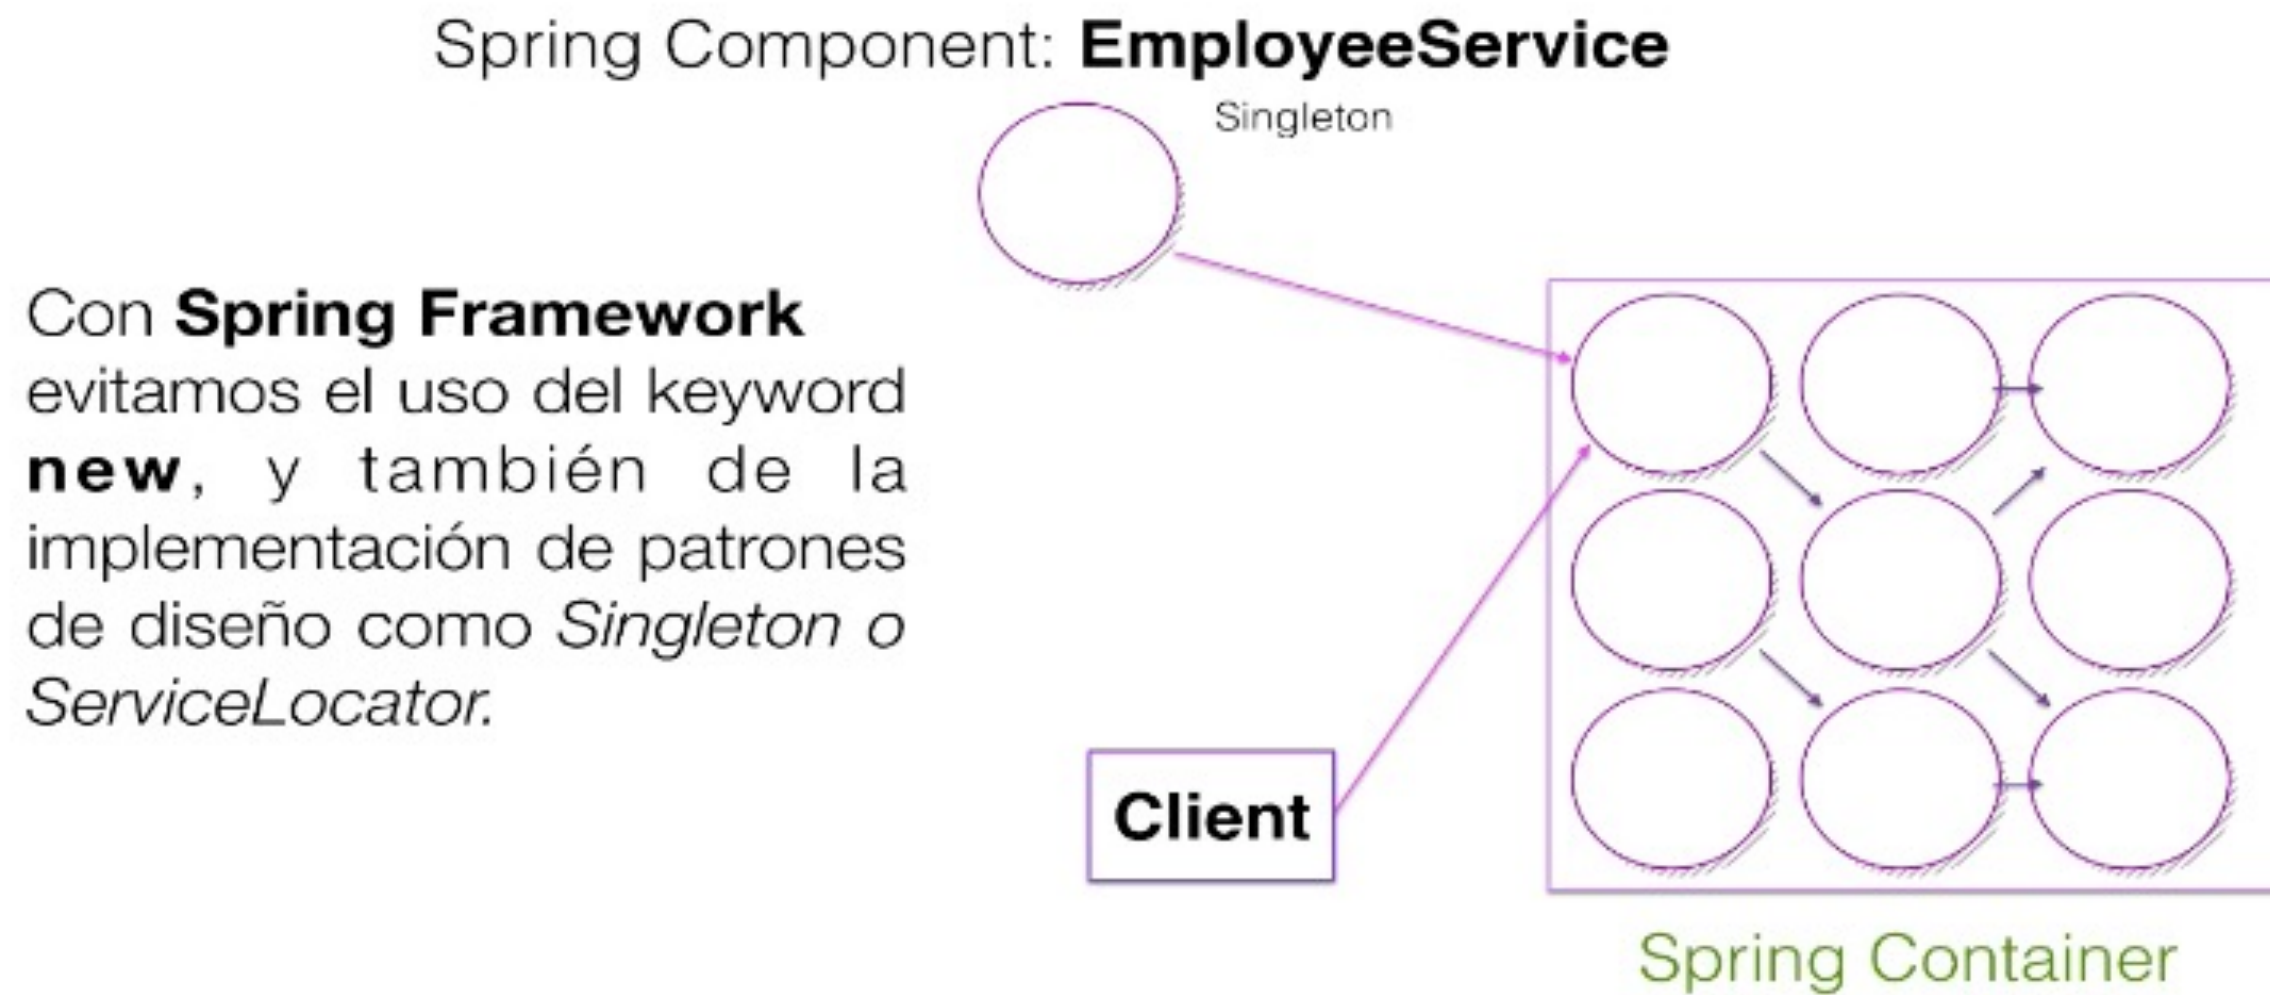 Spring Component: EmployeeService
Singleton
Con Spring Framework
evitamos el uso del keyword
new, y también de la
implementación de patrones
de diseño como Singleton o
ServiceLocator.
Client
Spring Container